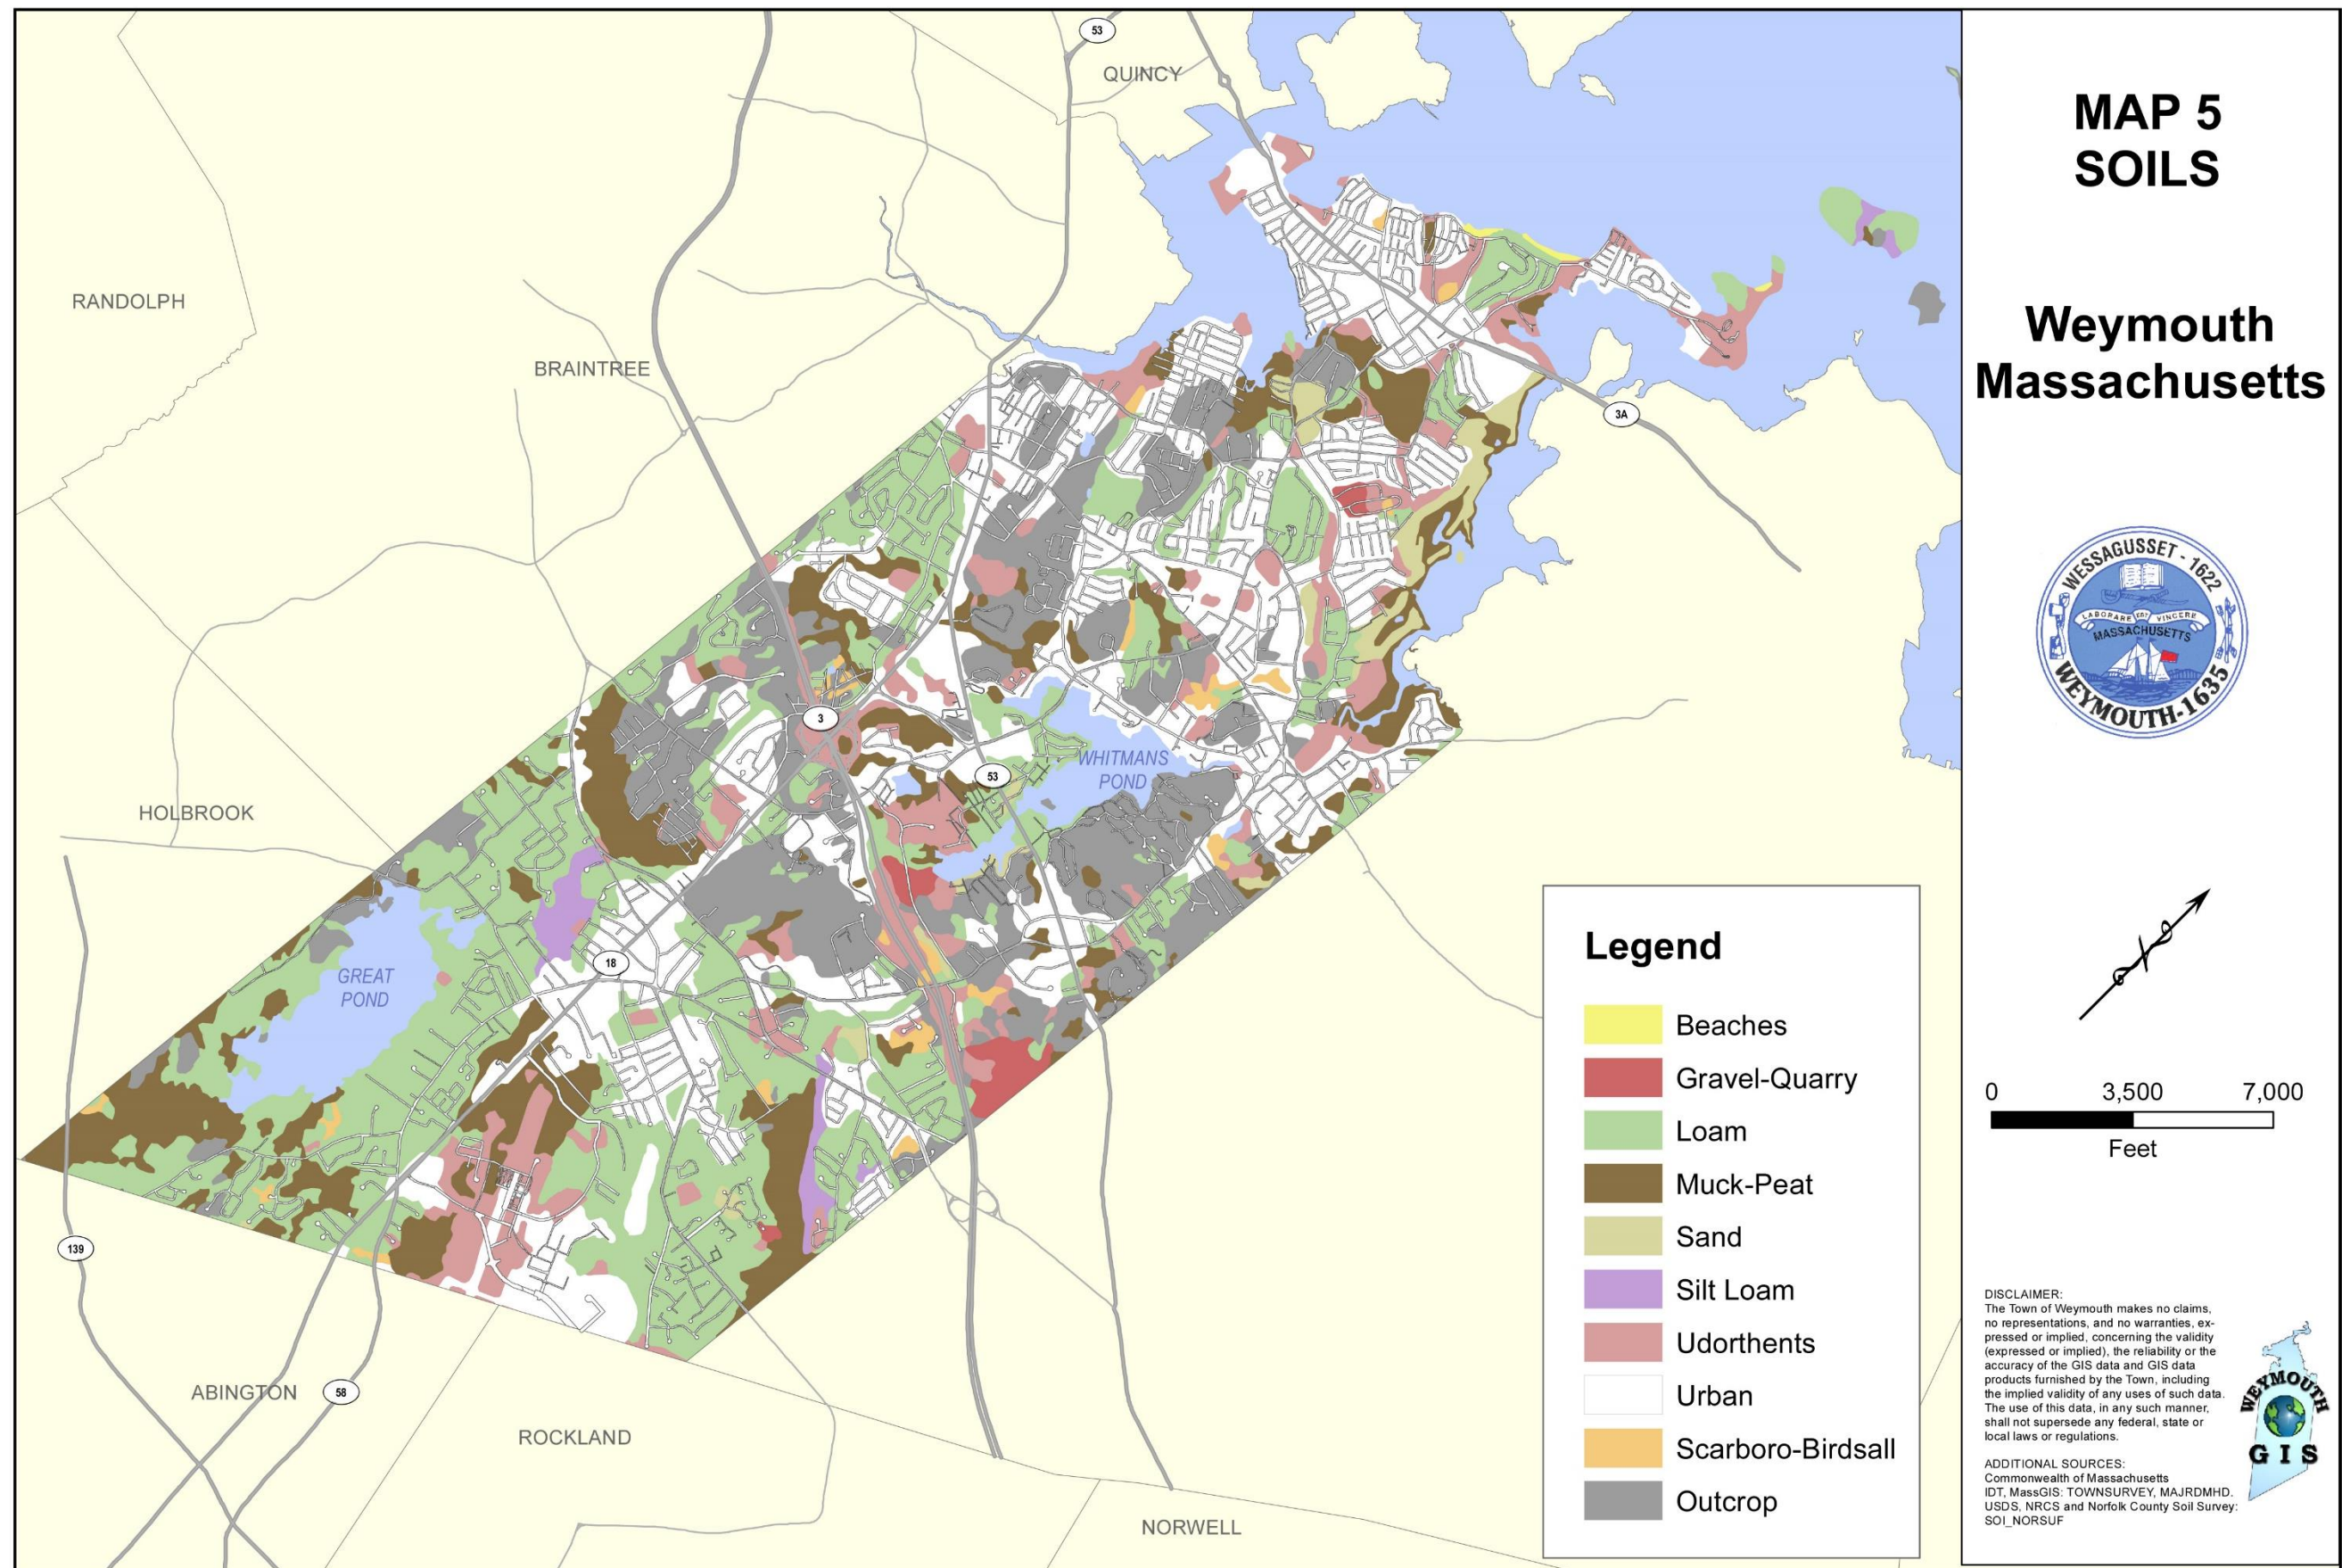 53
QUINCY
RANDOLPH
BRAINTREE
3A
3
WHITMANS
POND
53
HOLBROOK
GREAT
POND
18
139
ABINGTON
58
ROCKLAND
NORWELL
Legend
Beaches
Gravel-Quarry
Loam
Muck-Peat
Sand
Silt Loam
Udorthents
Urban
Scarboro-Birdsall
Outcrop
MAP 5
SOILS
Weymouth
Massachusetts
WESSAGUSSET - 1622
LABORARE EST VINCERE
MASSACHUSETTS
WEYMOUTH-1635
0 3,500 7,000
Feet
DISCLAIMER:
The Town of Weymouth makes no claims,
no representations, and no warranties, ex-
pressed or implied, concerning the validity
(expressed or implied), the reliability or the
accuracy of the GIS data and GIS data
products furnished by the Town, including
the implied validity of any uses of such data.
The use of this data, in any such manner,
shall not supersede any federal, state or
local laws or regulations.
ADDITIONAL SOURCES:
Commonwealth of Massachusetts
IDT, MassGIS: TOWNSURVEY, MAJRDMHD.
USDS, NRCS and Norfolk County Soil Survey:
SOI_NORSUF
WEYMOUTH
GIS